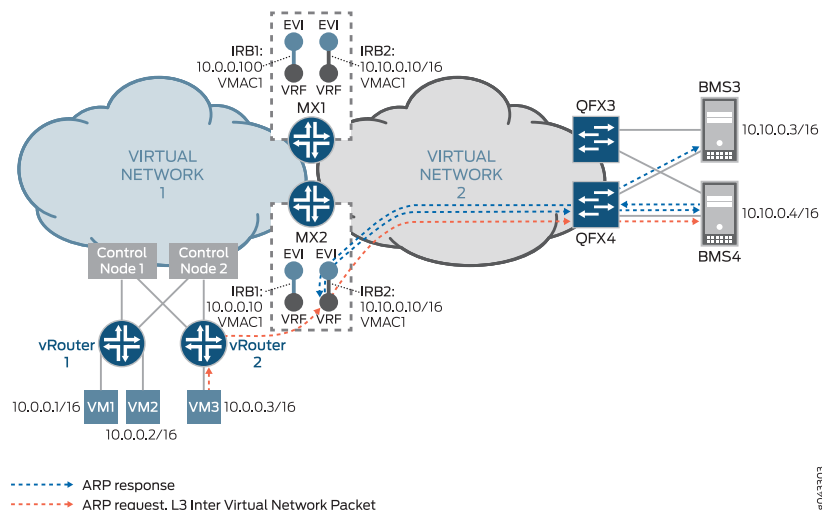 EVI EVI
IRB1:
10.0.0.100
VMAC1
IRB2:
10.10.0.10/16
VMAC1
VRF VRF
MX1
QFX3
BMS3
10.10.0.3/16
VIRTUAL
NETWORK
1
VIRTUAL
NETWORK
2
MX2
QFX4
10.10.0.4/16
BMS4
Control
Node 1
Control
Node 2
EVI EVI
IRB1:
10.0.0.10
VMAC1
IRB2:
10.10.0.10/16
VMAC1
VRF VRF
vRouter
1
vRouter
2
10.0.0.1/16
VM1
VM2
VM3
10.0.0.3/16
10.0.0.2/16
ARP response
ARP request, L3 Inter Virtual Network Packet
g043303